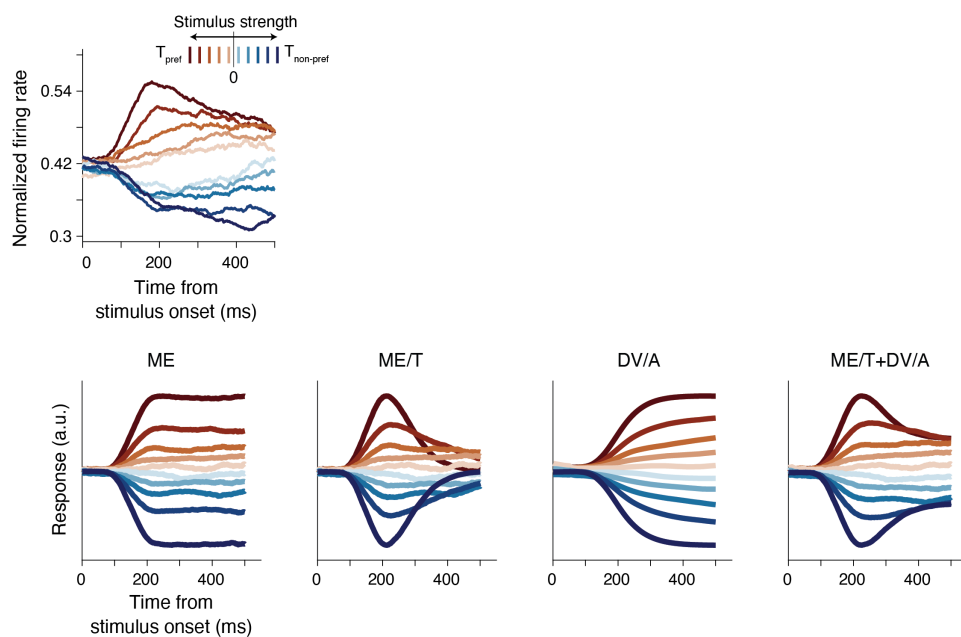 Stimulus strength
T pref
T non-pref
0
Normalized firing rate
0.54
0.42
0.3
0 200 400
Time from
stimulus onset (ms)
ME ME/T DV/A ME/T+DV/A
Response (a.u.)
0 200 400 0 200 400 0 200 400 0 200 400
Time from
stimulus onset (ms)